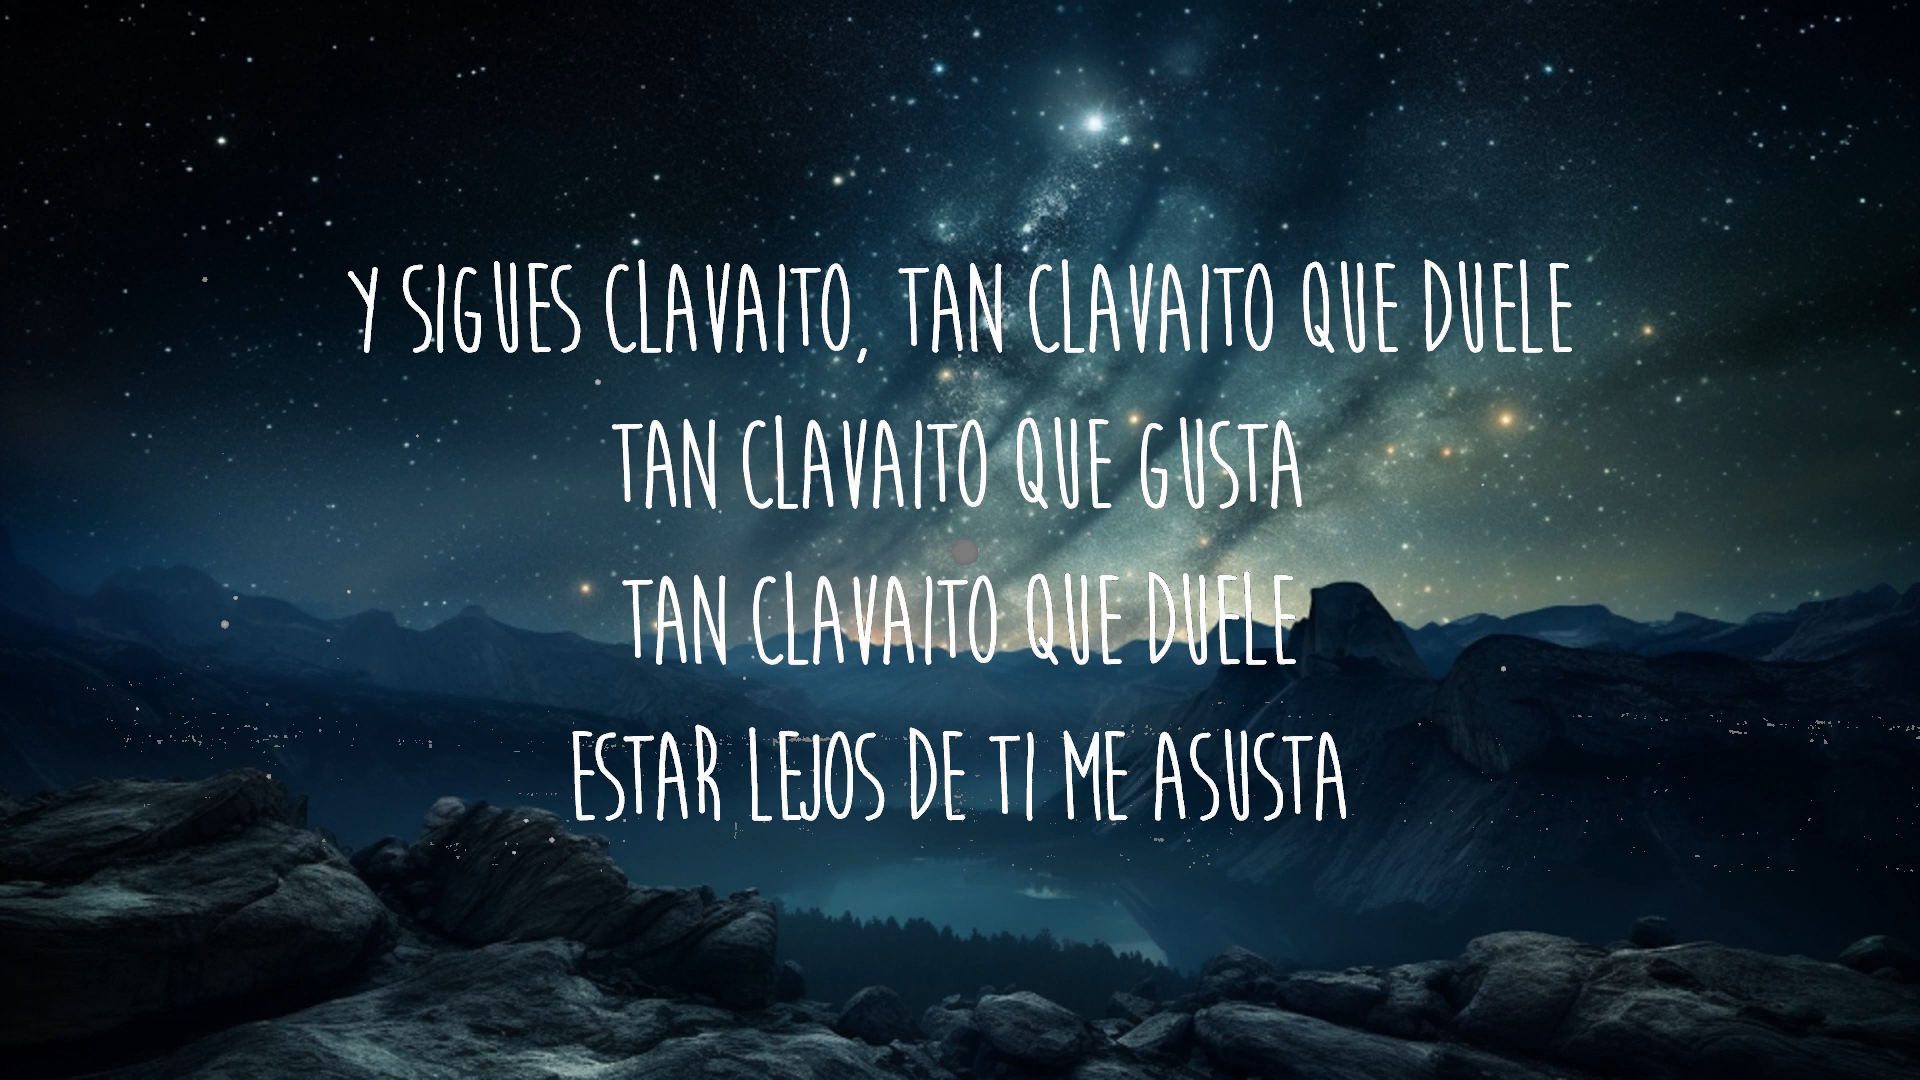 Y SIGUES CLAVAITO, TAN CLAVAITO QUE DUELE
TAN CLAVAITO QUE GUSTA
TAN CLAVAITO QUE DUELE
ESTAR LEJOS DE TI ME ASUSTA